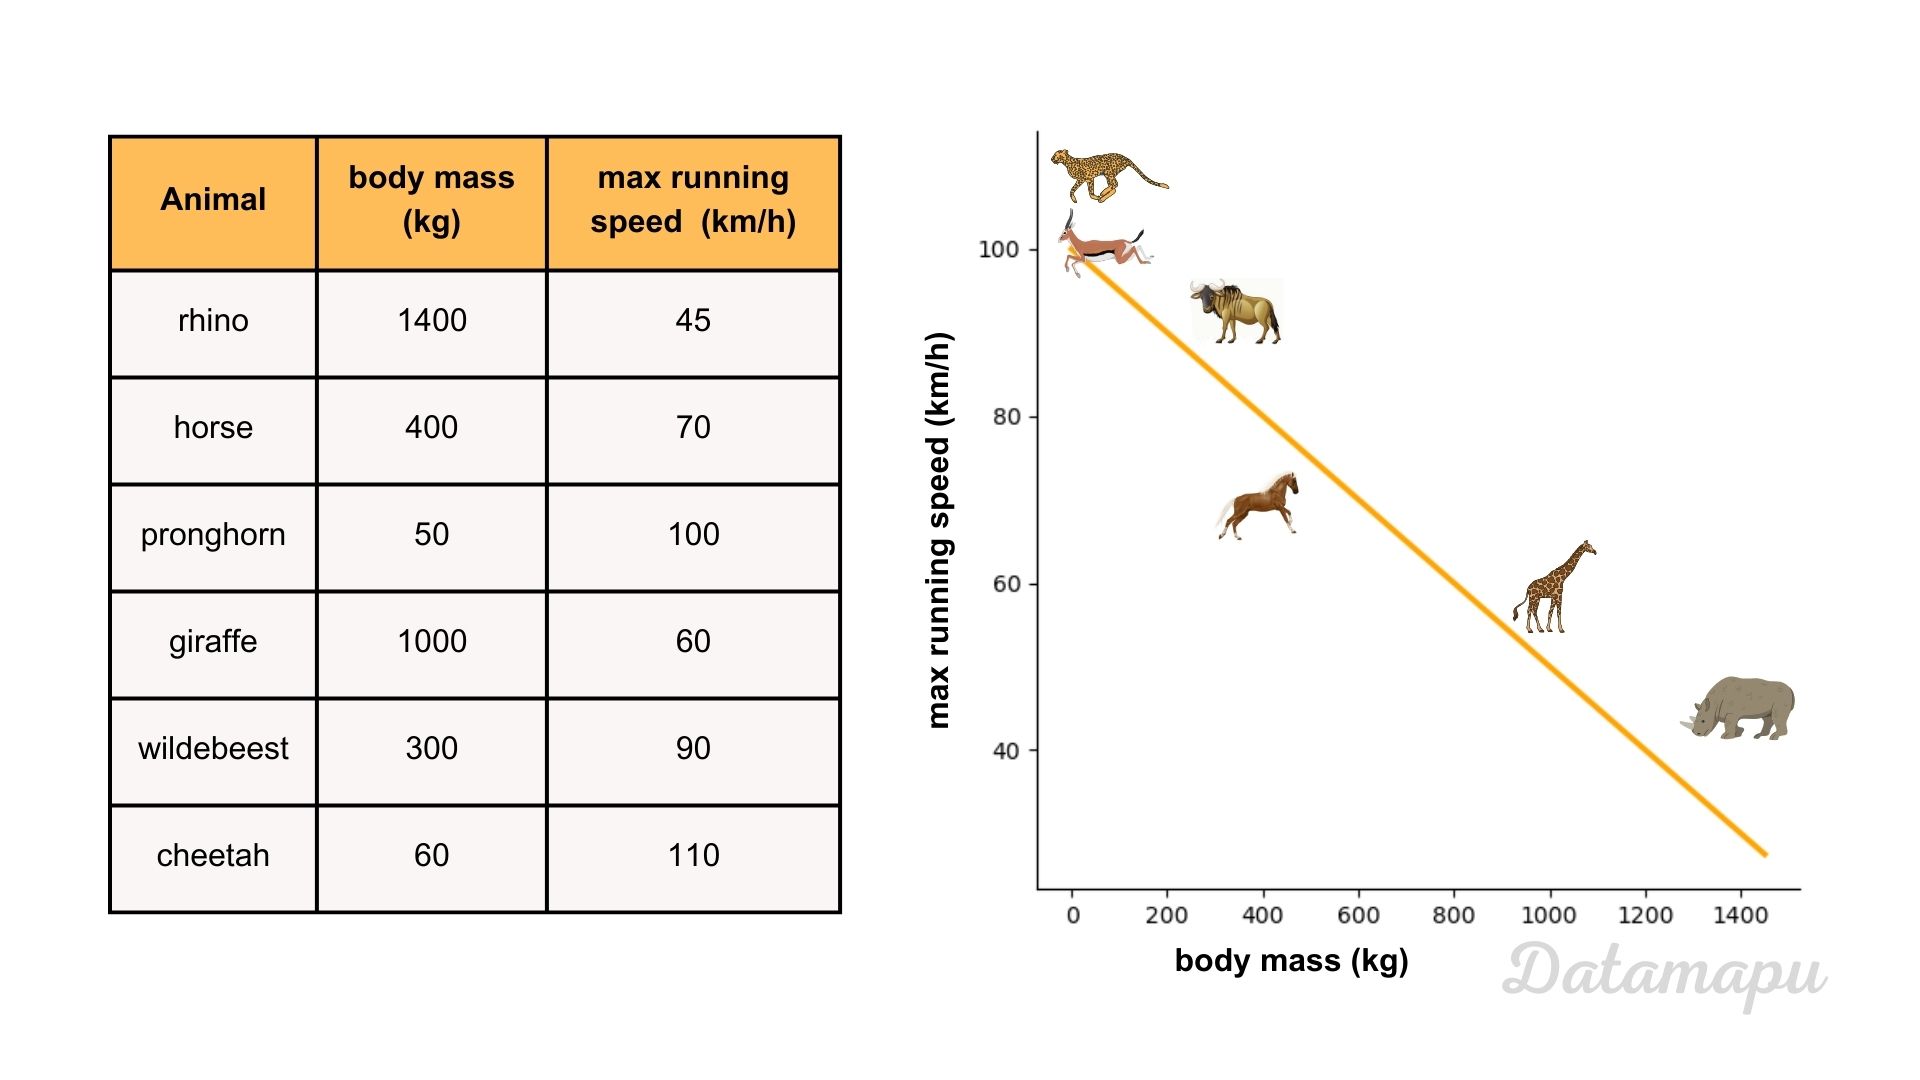 Animal
body mass
(kg)
max running
speed (km/h)
rhino 1400 45
horse 400 70
pronghorn 50 100
giraffe 1000 60
wildebeest 300 90
cheetah 60 110
max running speed (km/h)
100
80
60
40
0 200 400 600 800 1000 1200 1400
body mass (kg)
Datamapu